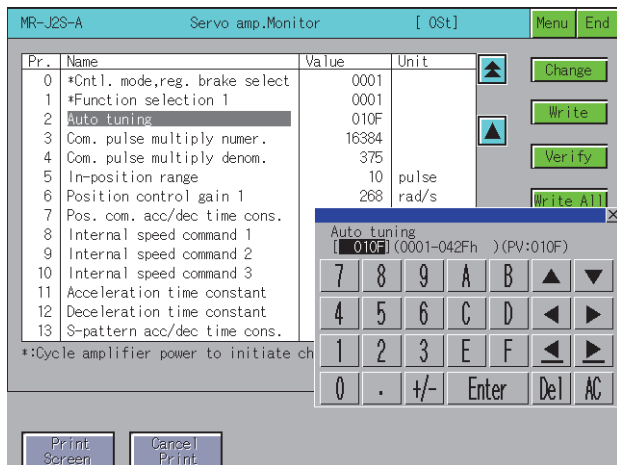 MR-J2S-A Servo amp.Monitor [ OSt] Menu End
Pr. Name Value Unit
0 *Cntl. mode,reg. brake select 0001
1 *Function selection 1 0001
2 Auto tuning 010F
3 Com. pulse multiply numer. 16384
4 Com. pulse multiply denom. 375
5 In-position range 10 pulse
6 Position control gain 1 268 rad/s
7 Pos. com. acc/dec time cons.
8 Internal speed command 1
9 Internal speed command 2
10 Internal speed command 3
11 Acceleration time constant
12 Deceleration time constant
13 S-pattern acc/dec time cons.
*:Cycle amplifier power to initiate ch
Change
Write
Verify
Write All
Auto tuning
[ 010F](0001-042Fh )(PV:010F)
7 8 9 A B ▲ ▼
4 5 6 C D ◀ ▶
1 2 3 E F ◀ ▶
0 . +/- Enter Del AC
Print
Screen
Cancel
Print